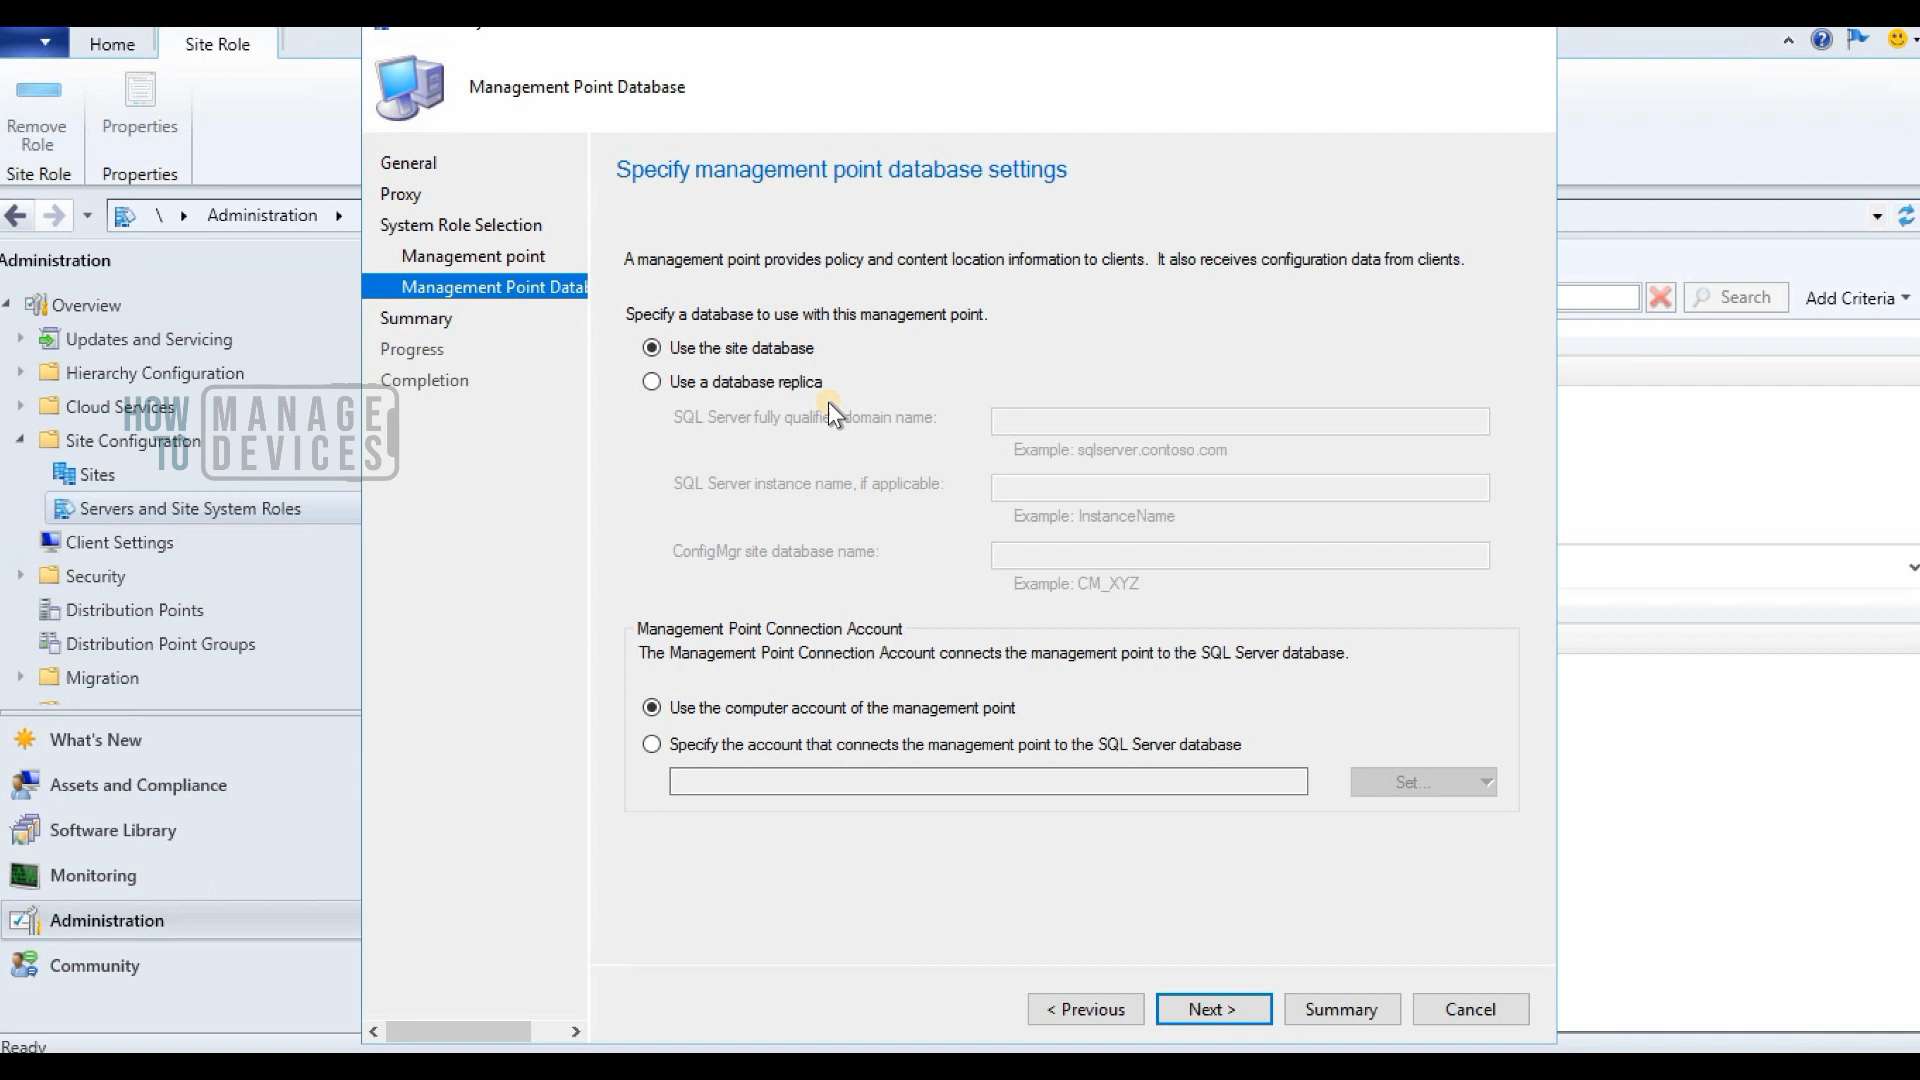 Home
Site Role
Remove
Role
Properties
Site Role
Properties
\
Administration
Administration
Overview
Updates and Servicing
Hierarchy Configuration
Cloud Services
Site Configuration
Sites
Servers and Site System Roles
Client Settings
Security
Distribution Points
Distribution Point Groups
Migration
What's New
Assets and Compliance
Software Library
Monitoring
Administration
Community
Ready
HOW TO
MANAGE
DEVICES
Management Point Database
General
Proxy
System Role Selection
Management point
Management Point Datab
Summary
Progress
Completion
Specify management point database settings
A management point provides policy and content location information to clients. It also receives configuration data from clients.
Specify a database to use with this management point.
Use the site database
Use a database replica
SQL Server fully qualified domain name:
Example: sqlserver.contoso.com
SQL Server instance name, if applicable:
Example: InstanceName
ConfigMgr site database name:
Example: CM_XYZ
Management Point Connection Account
The Management Point Connection Account connects the management point to the SQL Server database.
Use the computer account of the management point
Specify the account that connects the management point to the SQL Server database
Set...
< Previous
Next >
Summary
Cancel
Search
Add Criteria